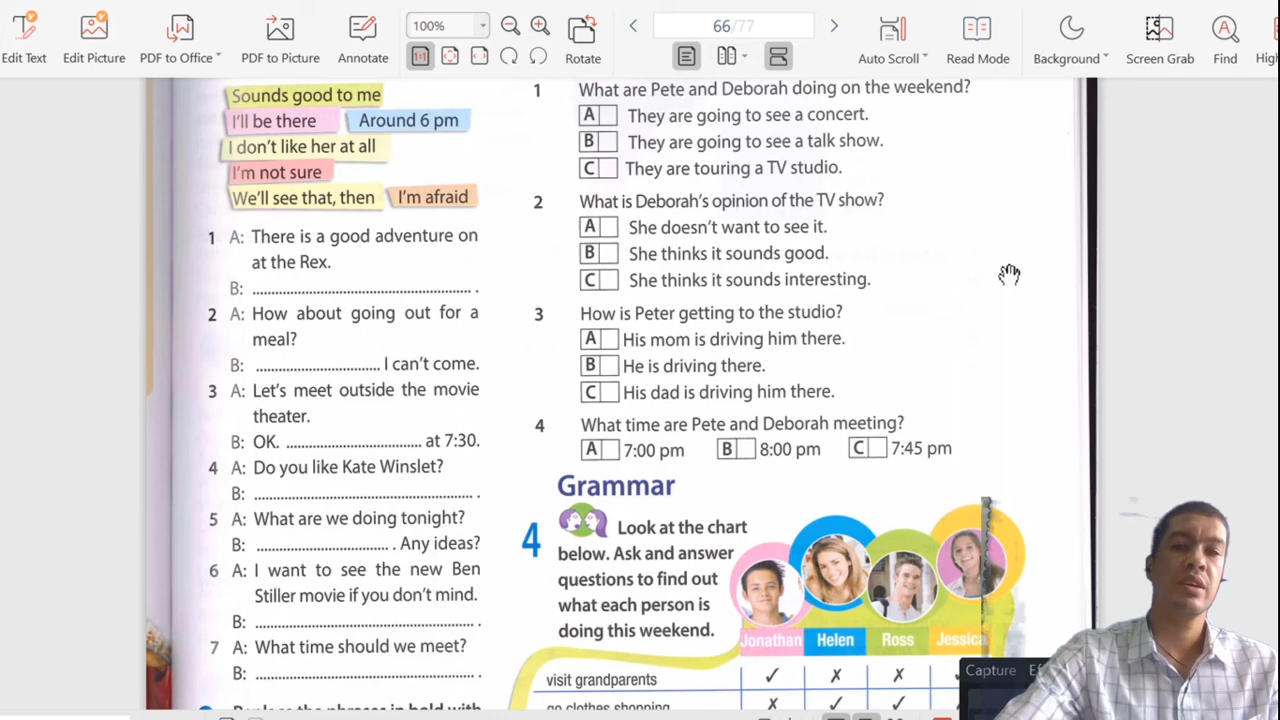 100%
66/77
Edit Text
Edit Picture
PDF to Office
PDF to Picture
Annotate
1:1
Rotate
Auto Scroll
Read Mode
Background
Screen Grab
Find
Sounds good to me
I'll be there
Around 6 pm
I don't like her at all
I'm not sure
We'll see that, then
I'm afraid
1 A: There is a good adventure on
at the Rex.
B: ................................................ .
2 A: How about going out for a
meal?
B: ................................ I can't come.
3 A: Let's meet outside the movie
theater.
B: OK. ............................. at 7:30.
4 A: Do you like Kate Winslet?
B: ................................................ .
5 A: What are we doing tonight?
B: ............................. . Any ideas?
6 A: I want to see the new Ben
Stiller movie if you don't mind.
B: ................................................ .
7 A: What time should we meet?
B: ................................................ .
1 What are Pete and Deborah doing on the weekend?
A They are going to see a concert.
B They are going to see a talk show.
C They are touring a TV studio.
2 What is Deborah's opinion of the TV show?
A She doesn't want to see it.
B She thinks it sounds good.
C She thinks it sounds interesting.
3 How is Peter getting to the studio?
A His mom is driving him there.
B He is driving there.
C His dad is driving him there.
4 What time are Pete and Deborah meeting?
A 7:00 pm B 8:00 pm C 7:45 pm
Grammar
4 Look at the chart
below. Ask and answer
questions to find out
what each person is
doing this weekend.
Jonathan Helen Ross Jessica
visit grandparents ✓ ✗ ✗
go clothes shopping ✗ ✓ ✓
Capture